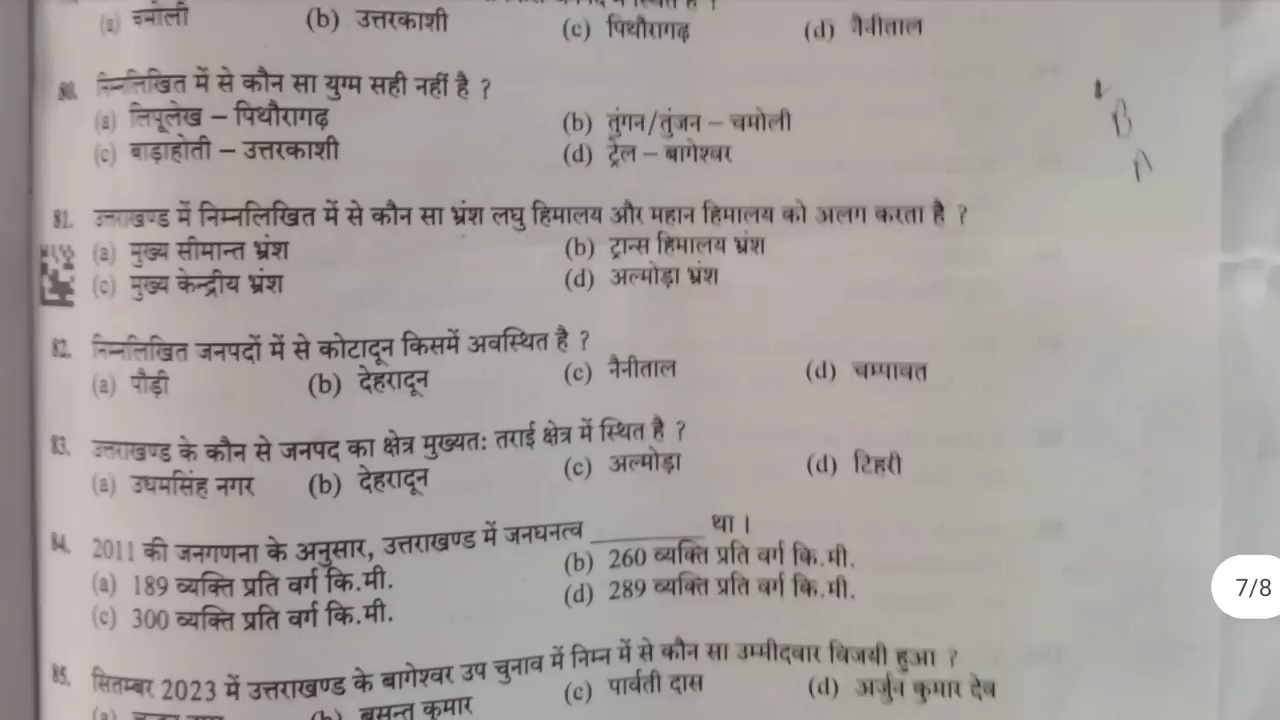 (a) चमोली (b) उत्तरकाशी (c) पिथौरागढ़ (d) नैनीताल
80. निम्नलिखित में से कौन सा युग्म सही नहीं है ?
(a) लिपूलेख – पिथौरागढ़ (b) तुंगन/तुंजन – चमोली
(c) बाड़ाहोती – उत्तरकाशी (d) ट्रेल – बागेश्वर
81. उत्तराखण्ड में निम्नलिखित में से कौन सा भ्रंश लघु हिमालय और महान हिमालय को अलग करता है ?
(a) मुख्य सीमान्त भ्रंश (b) ट्रान्स हिमालय भ्रंश
(c) मुख्य केन्द्रीय भ्रंश (d) अल्मोड़ा भ्रंश
82. निम्नलिखित जनपदों में से कोटादून किसमें अवस्थित है ?
(a) पौड़ी (b) देहरादून (c) नैनीताल (d) चम्पावत
83. उत्तराखण्ड के कौन से जनपद का क्षेत्र मुख्यतः तराई क्षेत्र में स्थित है ?
(a) उधमसिंह नगर (b) देहरादून (c) अल्मोड़ा (d) टिहरी
84. 2011 की जनगणना के अनुसार, उत्तराखण्ड में जनघनत्व ________ था ।
(a) 189 व्यक्ति प्रति वर्ग कि.मी. (b) 260 व्यक्ति प्रति वर्ग कि.मी.
(c) 300 व्यक्ति प्रति वर्ग कि.मी. (d) 289 व्यक्ति प्रति वर्ग कि.मी.
7/8
85. सितम्बर 2023 में उत्तराखण्ड के बागेश्वर उप चुनाव में निम्न में से कौन सा उम्मीदवार विजयी हुआ ?
(b) बसन्त कुमार (c) पार्वती दास (d) अर्जुन कुमार देव